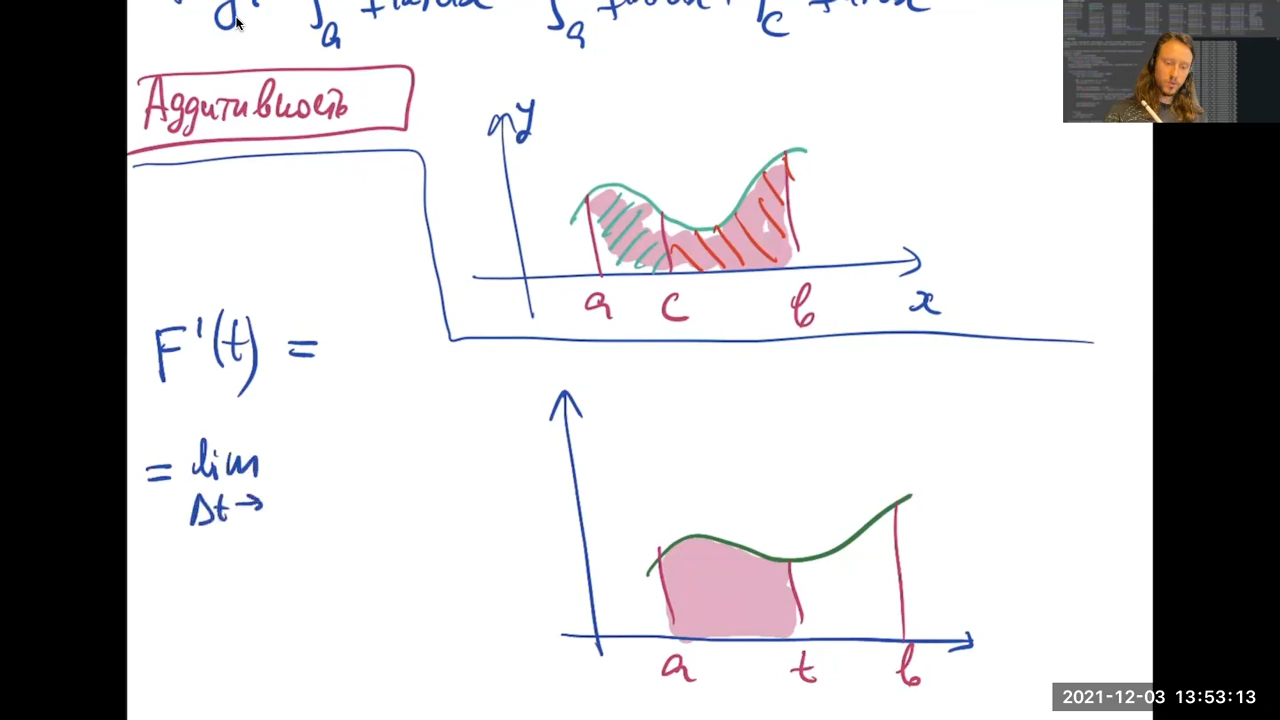 Аддитивность
y
a c b x
F'(t) =
= lim
Δt→
a t b
2021-12-03 13:53:13